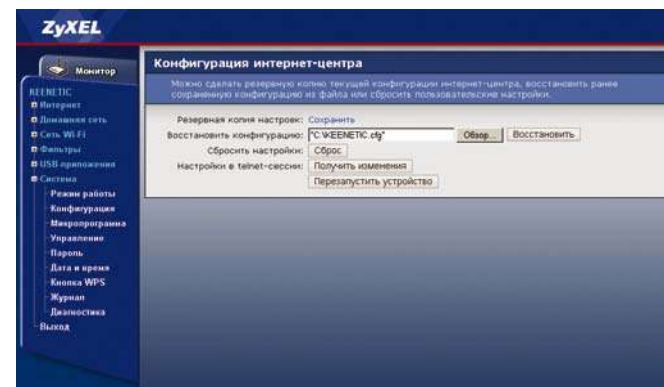 ZyXEL
Монитор
KEENETIC
Интернет
Домашняя сеть
Сеть Wi-Fi
Фильтры
USB-приложения
Система
Режим работы
Конфигурация
Микропрограмма
Управление
Пароль
Дата и время
Кнопка WPS
Журнал
Диагностика
Выход
Конфигурация интернет-центра
Можно сделать резервную копию текущей конфигурации интернет-центра, восстановить ранее
сохраненную конфигурацию из файла или сбросить пользовательские настройки.
Резервная копия настроек: Сохранить
Восстановить конфигурацию: "C:\KEENETIC.cfg" Обзор... Восстановить
Сбросить настройки: Сброс
Настройки в telnet-сессии: Получить изменения
Перезапустить устройство